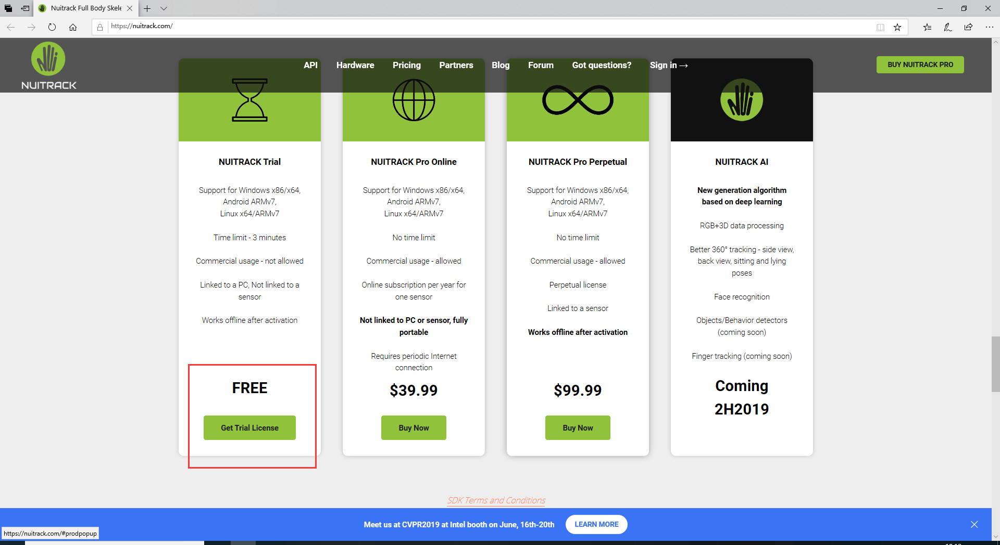 Nuitrack Full Body Skele
https://nuitrack.com/
NUITRACK
API
Hardware
Pricing
Partners
Blog
Forum
Got questions?
Sign in →
BUY NUITRACK PRO
NUITRACK Trial
Support for Windows x86/x64,
Android ARMv7,
Linux x64/ARMv7
Time limit - 3 minutes
Commercial usage - not allowed
Linked to a PC, Not linked to a
sensor
Works offline after activation
FREE
Get Trial License
NUITRACK Pro Online
Support for Windows x86/x64,
Android ARMv7,
Linux x64/ARMv7
No time limit
Commercial usage - allowed
Online subscription per year for
one sensor
Not linked to PC or sensor, fully
portable
Requires periodic Internet
connection
$39.99
Buy Now
NUITRACK Pro Perpetual
Support for Windows x86/x64,
Android ARMv7,
Linux x64/ARMv7
No time limit
Commercial usage - allowed
Perpetual license
Linked to a sensor
Works offline after activation
$99.99
Buy Now
NUITRACK AI
New generation algorithm
based on deep learning
RGB+3D data processing
Better 360° tracking - side view,
back view, sitting and lying
poses
Face recognition
Objects/Behavior detectors
(coming soon)
Finger tracking (coming soon)
Coming
2H2019
SDK Terms and Conditions
Meet us at CVPR2019 at Intel booth on June, 16th-20th
LEARN MORE
https://nuitrack.com/#prodpopup